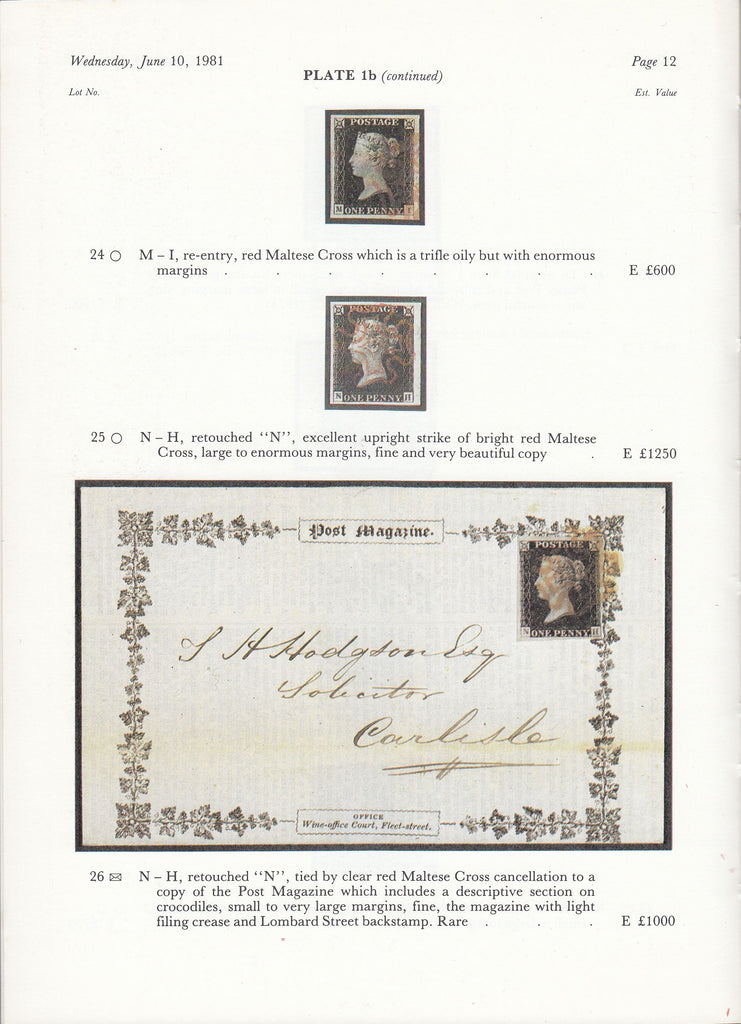 Wednesday, June 10, 1981
Page 12
PLATE 1b (continued)
Lot No.
Est. Value
POSTAGE
M ONE PENNY I
24 ○ M – I, re-entry, red Maltese Cross which is a trifle oily but with enormous
margins . . . . . . . E £600
POSTAGE
N ONE PENNY H
25 ○ N – H, retouched “N”, excellent upright strike of bright red Maltese
Cross, large to enormous margins, fine and very beautiful copy . E £1250
Post Magazine.
POSTAGE
N ONE PENNY H
S H Hodgson Esq
Solicitor
Carlisle
OFFICE
Wine-office Court, Fleet-street.
26 ✉ N – H, retouched “N”, tied by clear red Maltese Cross cancellation to a
copy of the Post Magazine which includes a descriptive section on
crocodiles, small to very large margins, fine, the magazine with light
filing crease and Lombard Street backstamp. Rare . . . E £1000